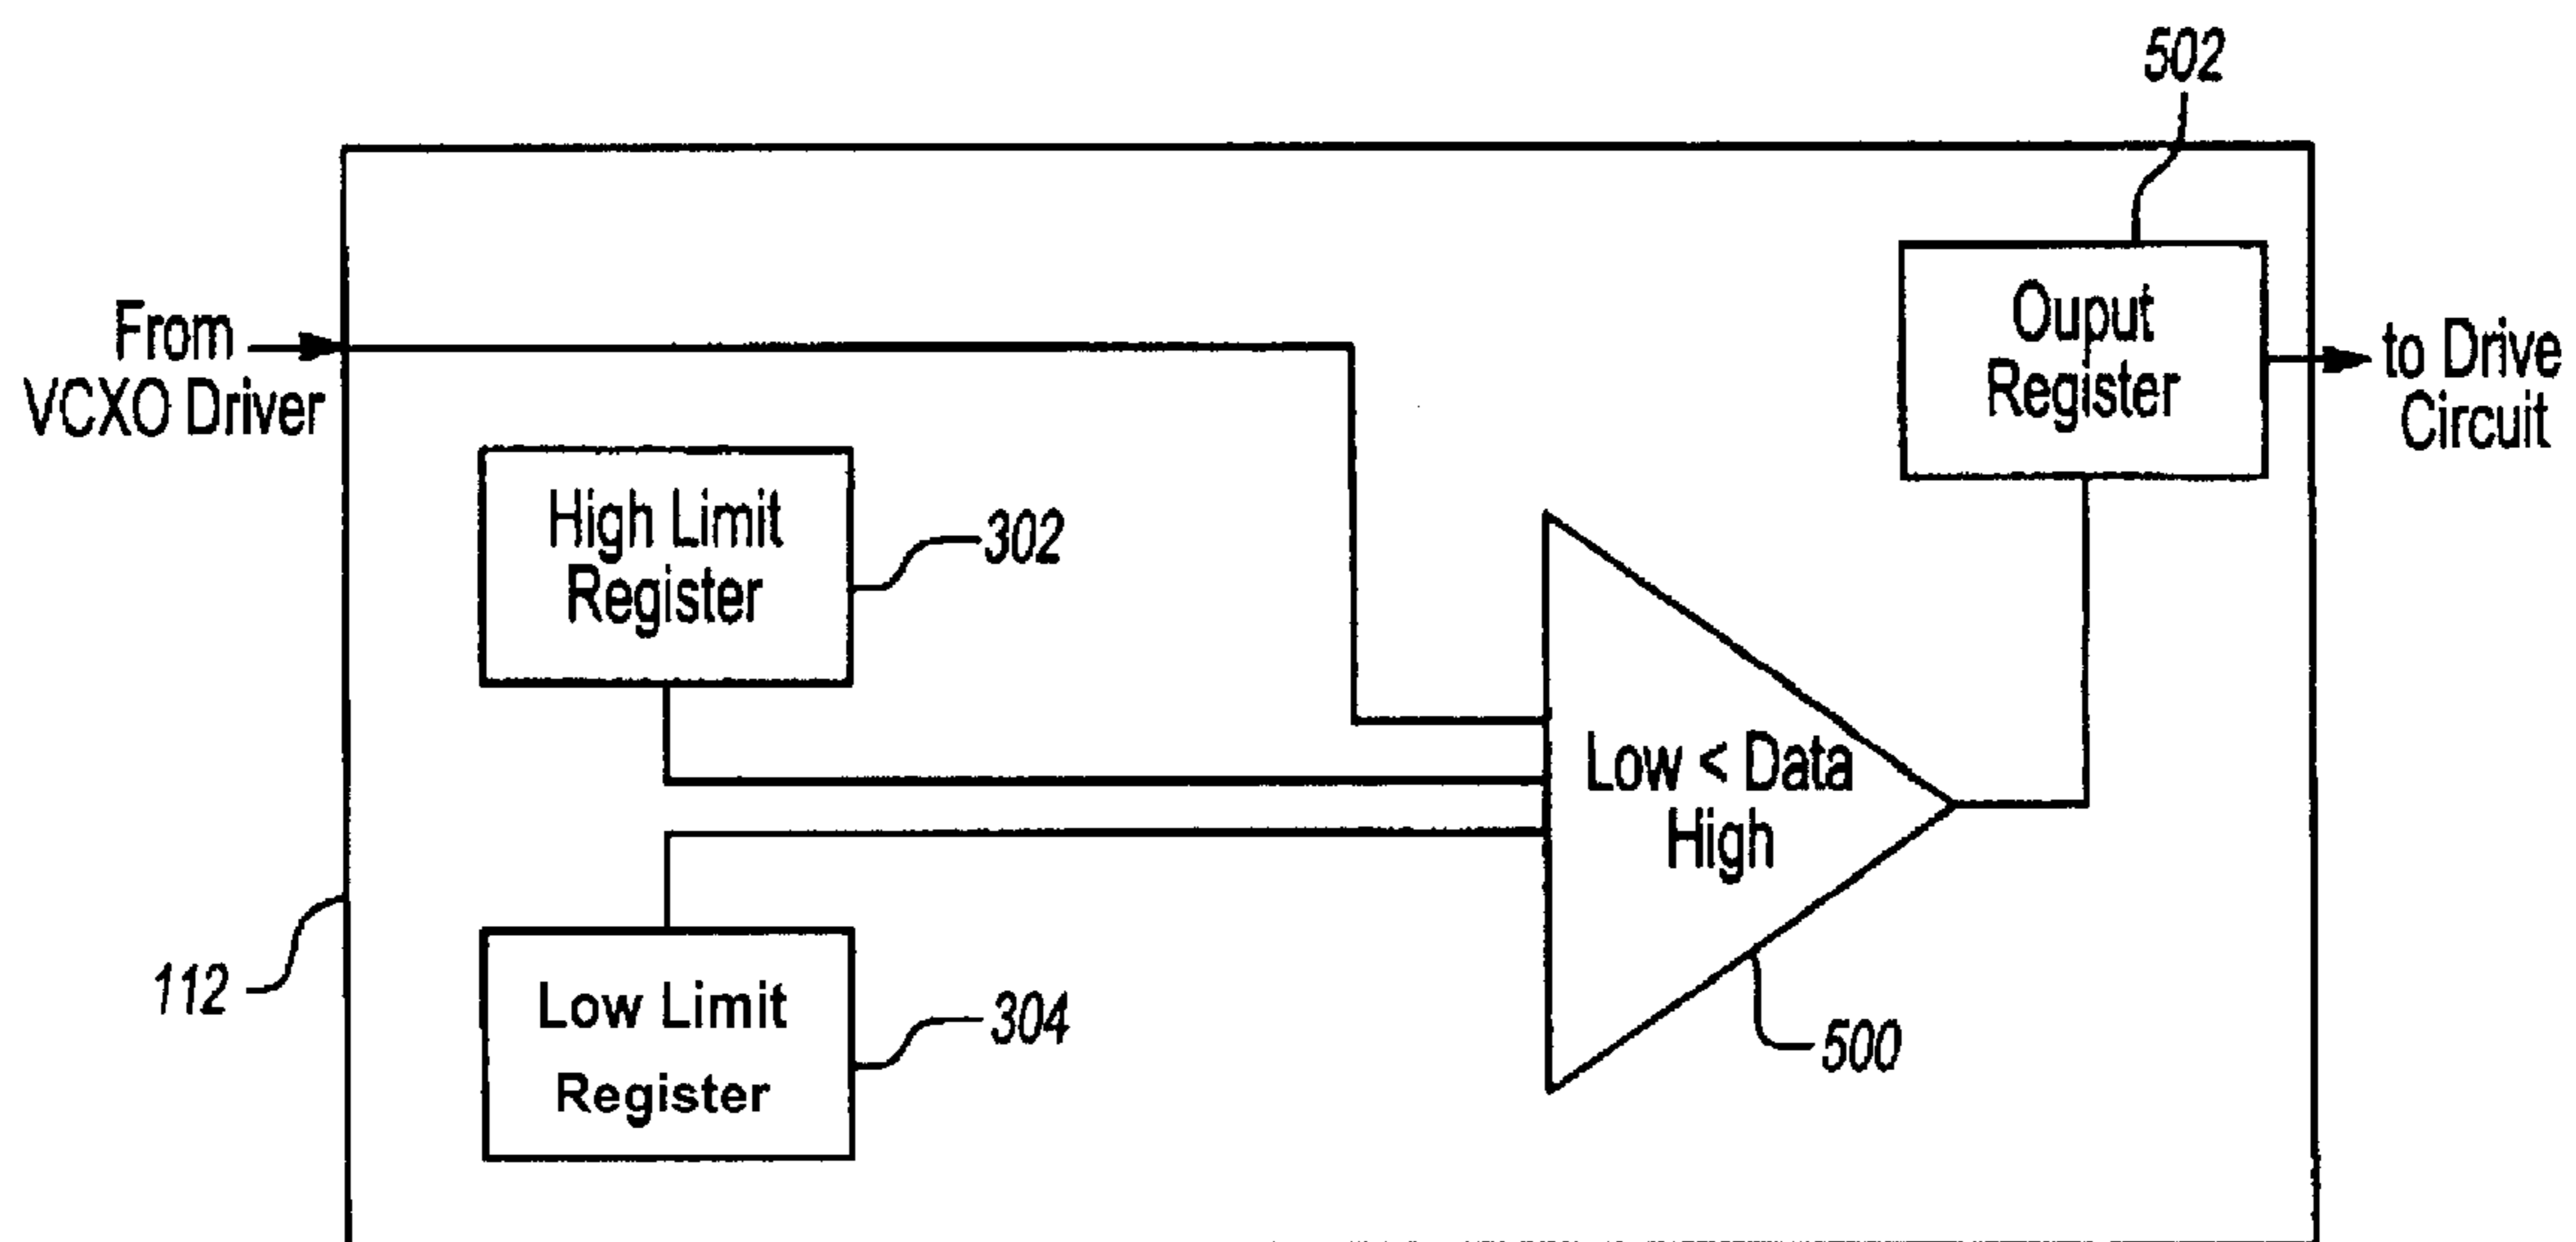 502
From
VCXO Driver
Ouput
Register
to Drive
Circuit
High Limit
Register
302
Low < Data
High
112
Low Limit
Register
304
500